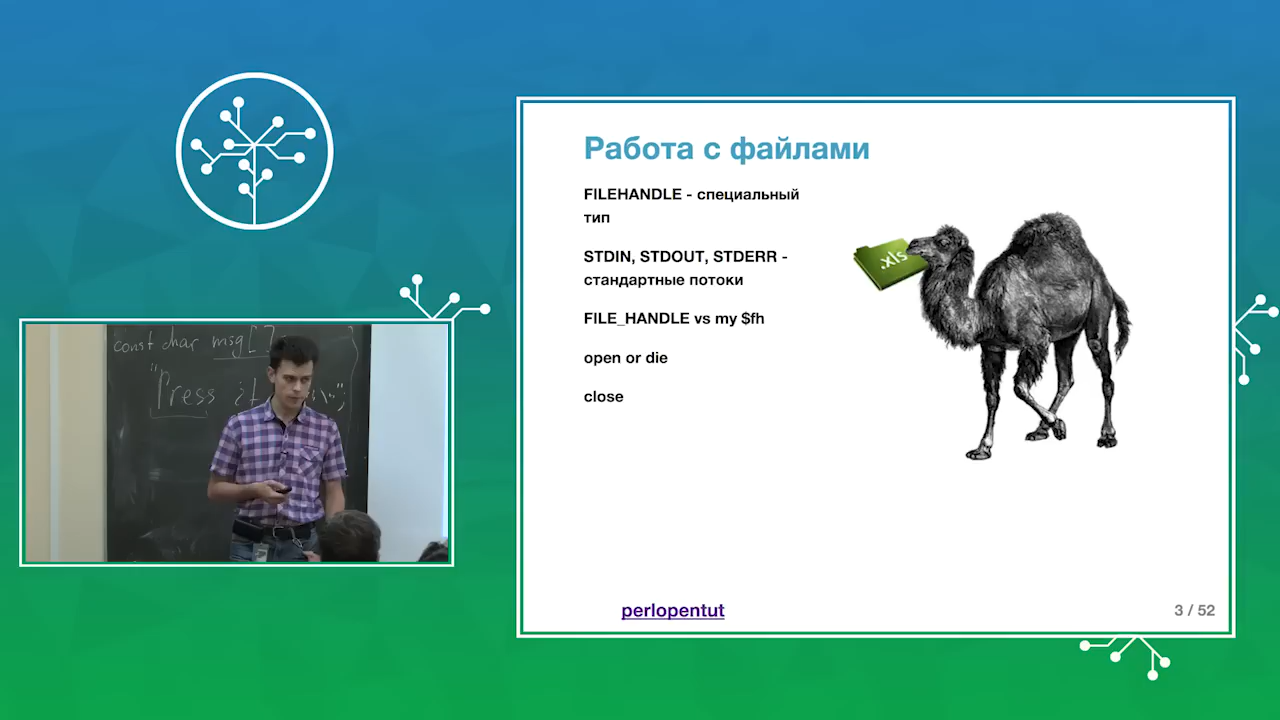 Работа с файлами
FILEHANDLE - специальный
тип
STDIN, STDOUT, STDERR -
стандартные потоки
FILE_HANDLE vs my $fh
open or die
close
.xls
perlopentut
3 / 52
const char msg[]
"Press it